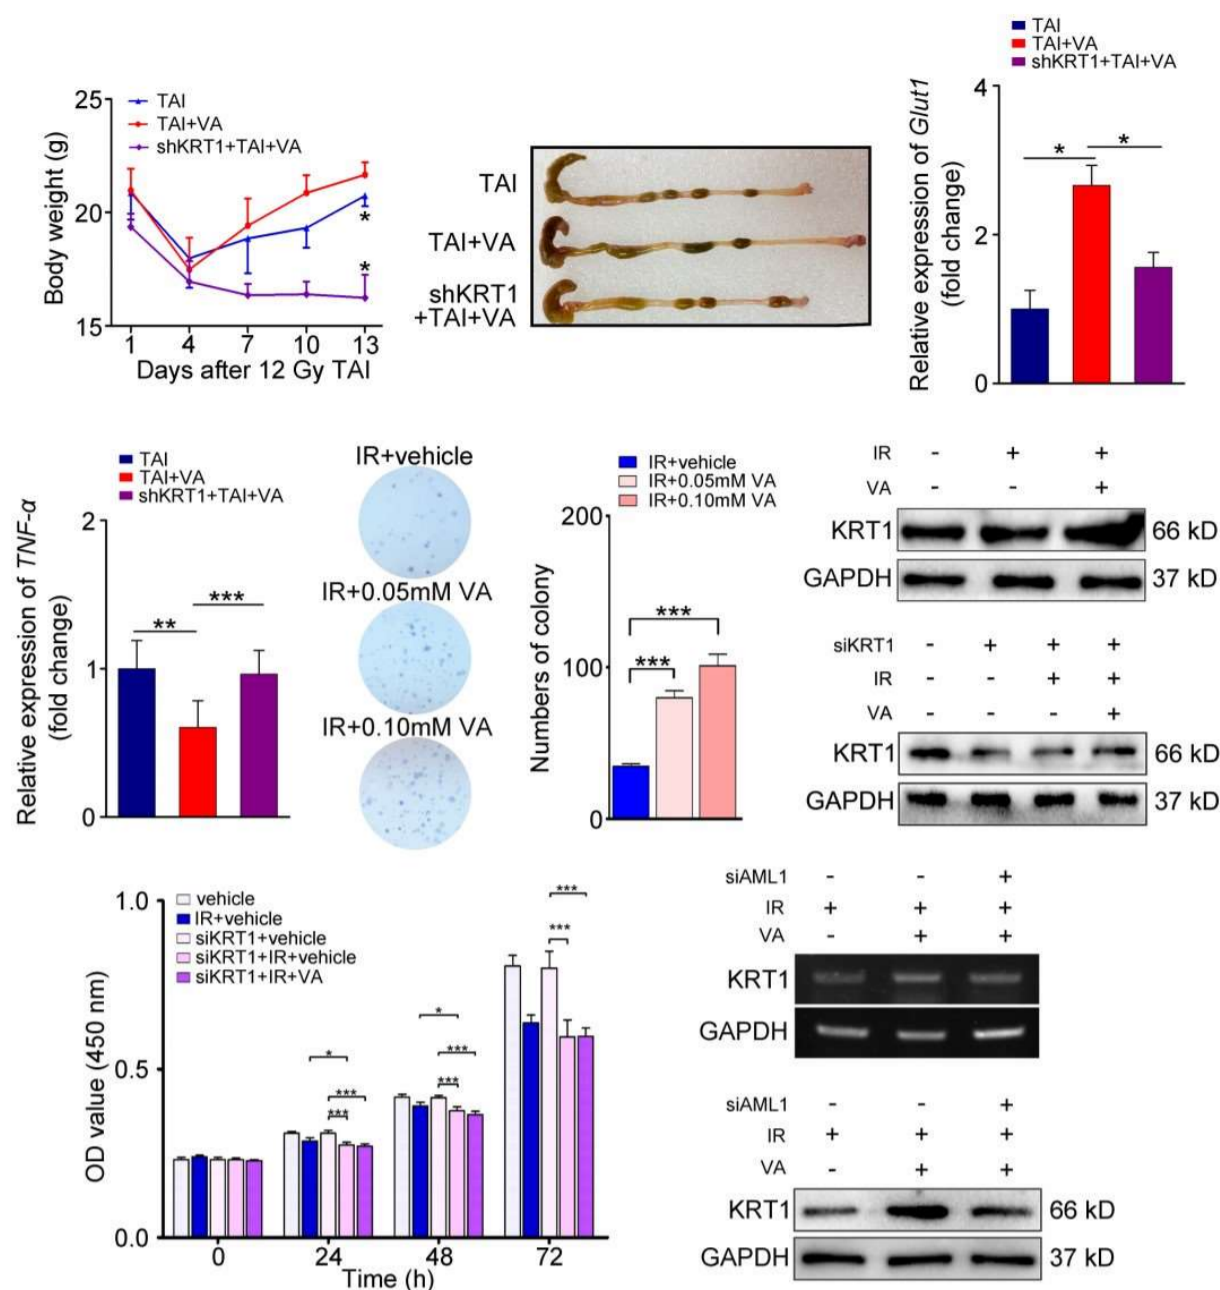 TAI
TAI+VA
shKRT1+TAI+VA
Body weight (g)
25
20
15
*
*
1 4 7 10 13
Days after 12 Gy TAI
TAI
TAI+VA
shKRT1
+TAI+VA
TAI
TAI+VA
shKRT1+TAI+VA
Relative expression of Glut1
(fold change)
4
2
0
* *
TAI
TAI+VA
shKRT1+TAI+VA
Relative expression of TNF-α
(fold change)
2
1
0
** ***
IR+vehicle
IR+0.05mM VA
IR+0.10mM VA
IR+vehicle
IR+0.05mM VA
IR+0.10mM VA
Numbers of colony
200
100
0
***
***
IR - + +
VA - - +
KRT1 66 kD
GAPDH 37 kD
siKRT1 - + + +
IR - - + +
VA - - - +
KRT1 66 kD
GAPDH 37 kD
vehicle
IR+vehicle
siKRT1+vehicle
siKRT1+IR+vehicle
siKRT1+IR+VA
OD value (450 nm)
1.0
0.5
0.0
*
***
***
*
***
***
***
***
0 24 48 72
Time (h)
siAML1 - - +
IR + + +
VA - + +
KRT1
GAPDH
siAML1 - - +
IR + + +
VA - + +
KRT1 66 kD
GAPDH 37 kD